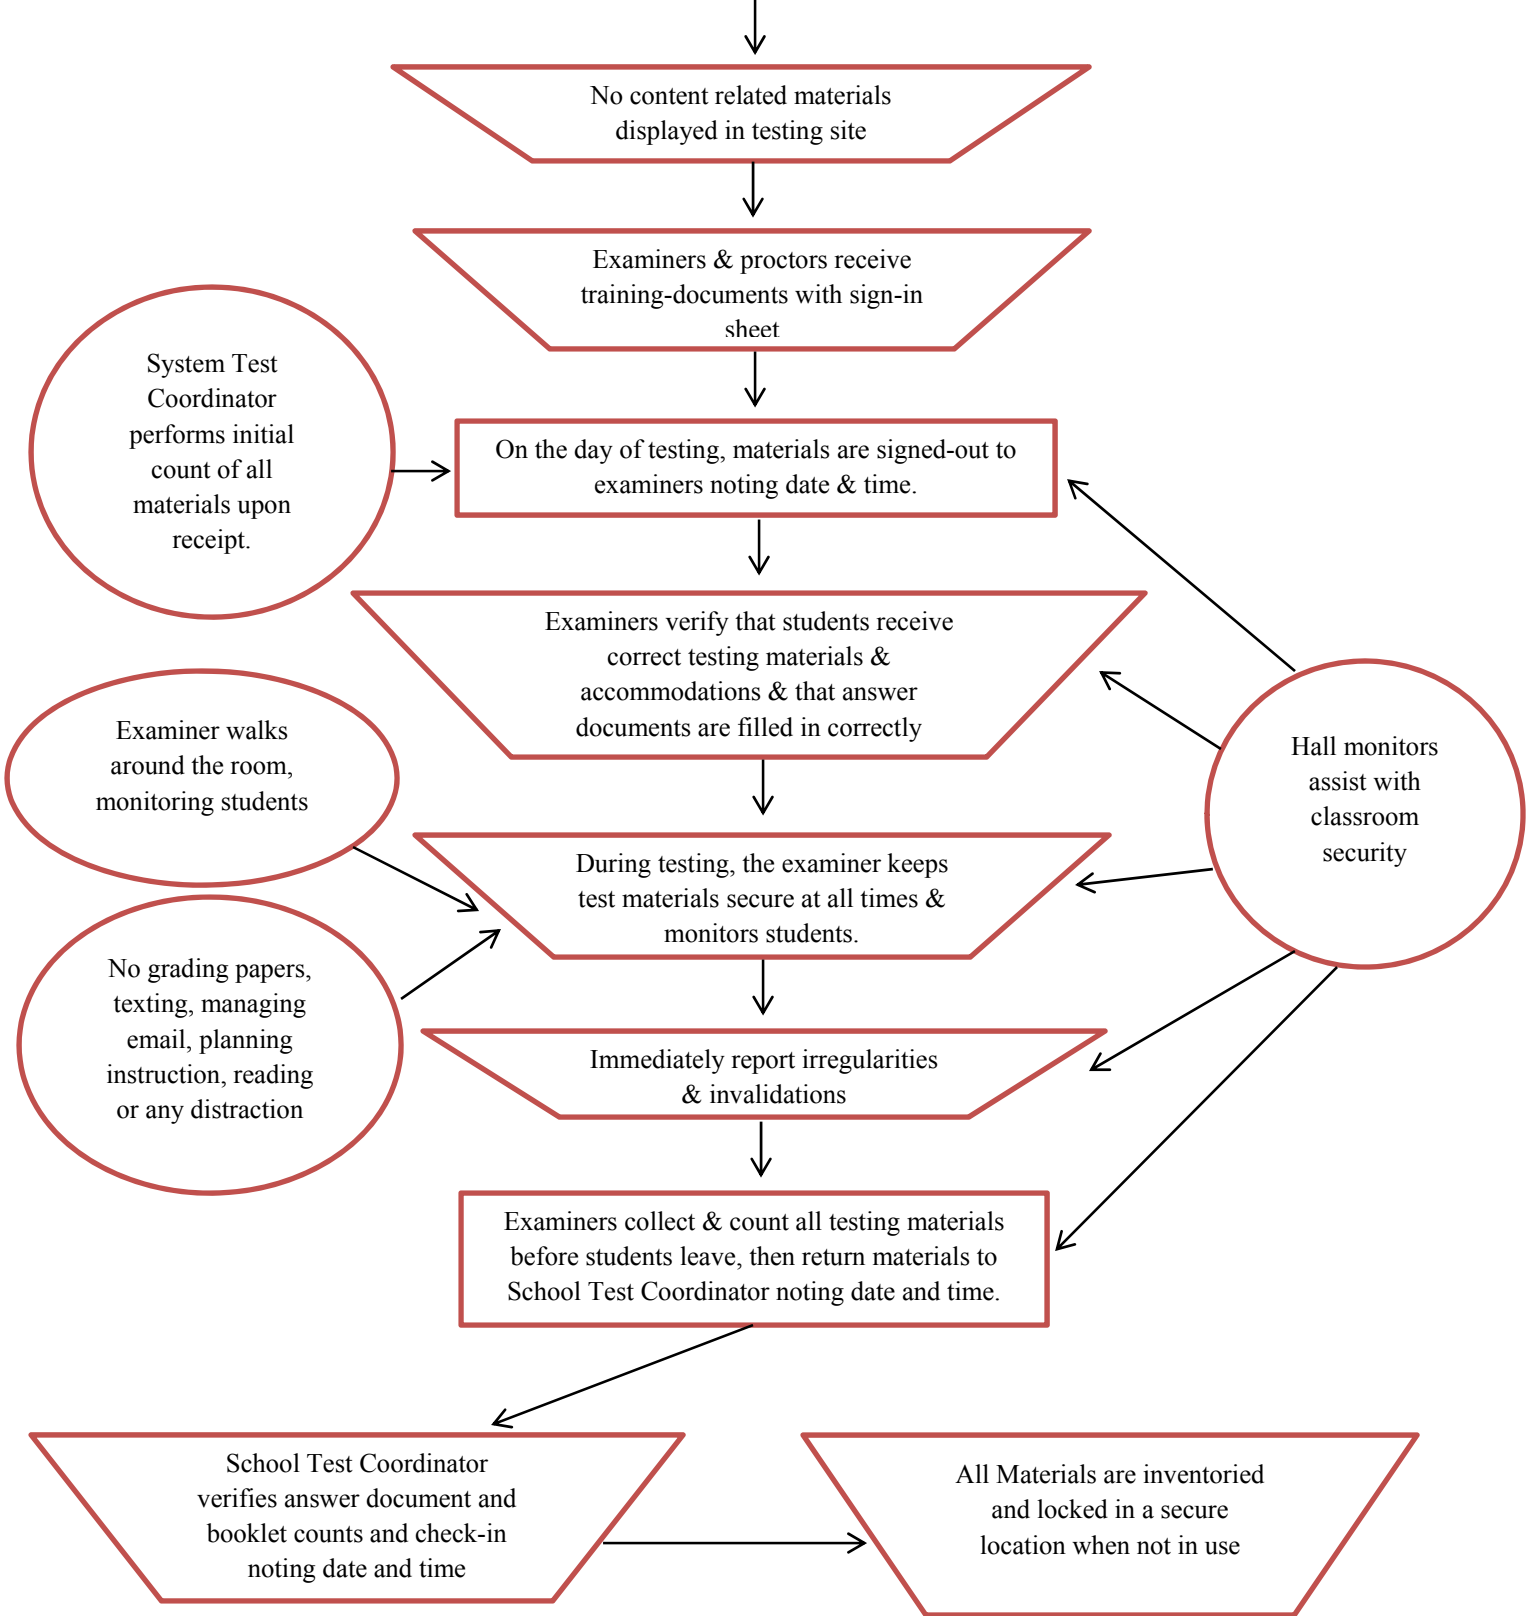 No content related materials
displayed in testing site
Examiners & proctors receive
training-documents with sign-in
sheet
System Test
Coordinator
performs initial
count of all
materials upon
receipt.
On the day of testing, materials are signed-out to
examiners noting date & time.
Examiners verify that students receive
correct testing materials &
accommodations & that answer
documents are filled in correctly
Examiner walks
around the room,
monitoring students
Hall monitors
assist with
classroom
security
During testing, the examiner keeps
test materials secure at all times &
monitors students.
No grading papers,
texting, managing
email, planning
instruction, reading
or any distraction
Immediately report irregularities
& invalidations
Examiners collect & count all testing materials
before students leave, then return materials to
School Test Coordinator noting date and time.
School Test Coordinator
verifies answer document and
booklet counts and check-in
noting date and time
All Materials are inventoried
and locked in a secure
location when not in use